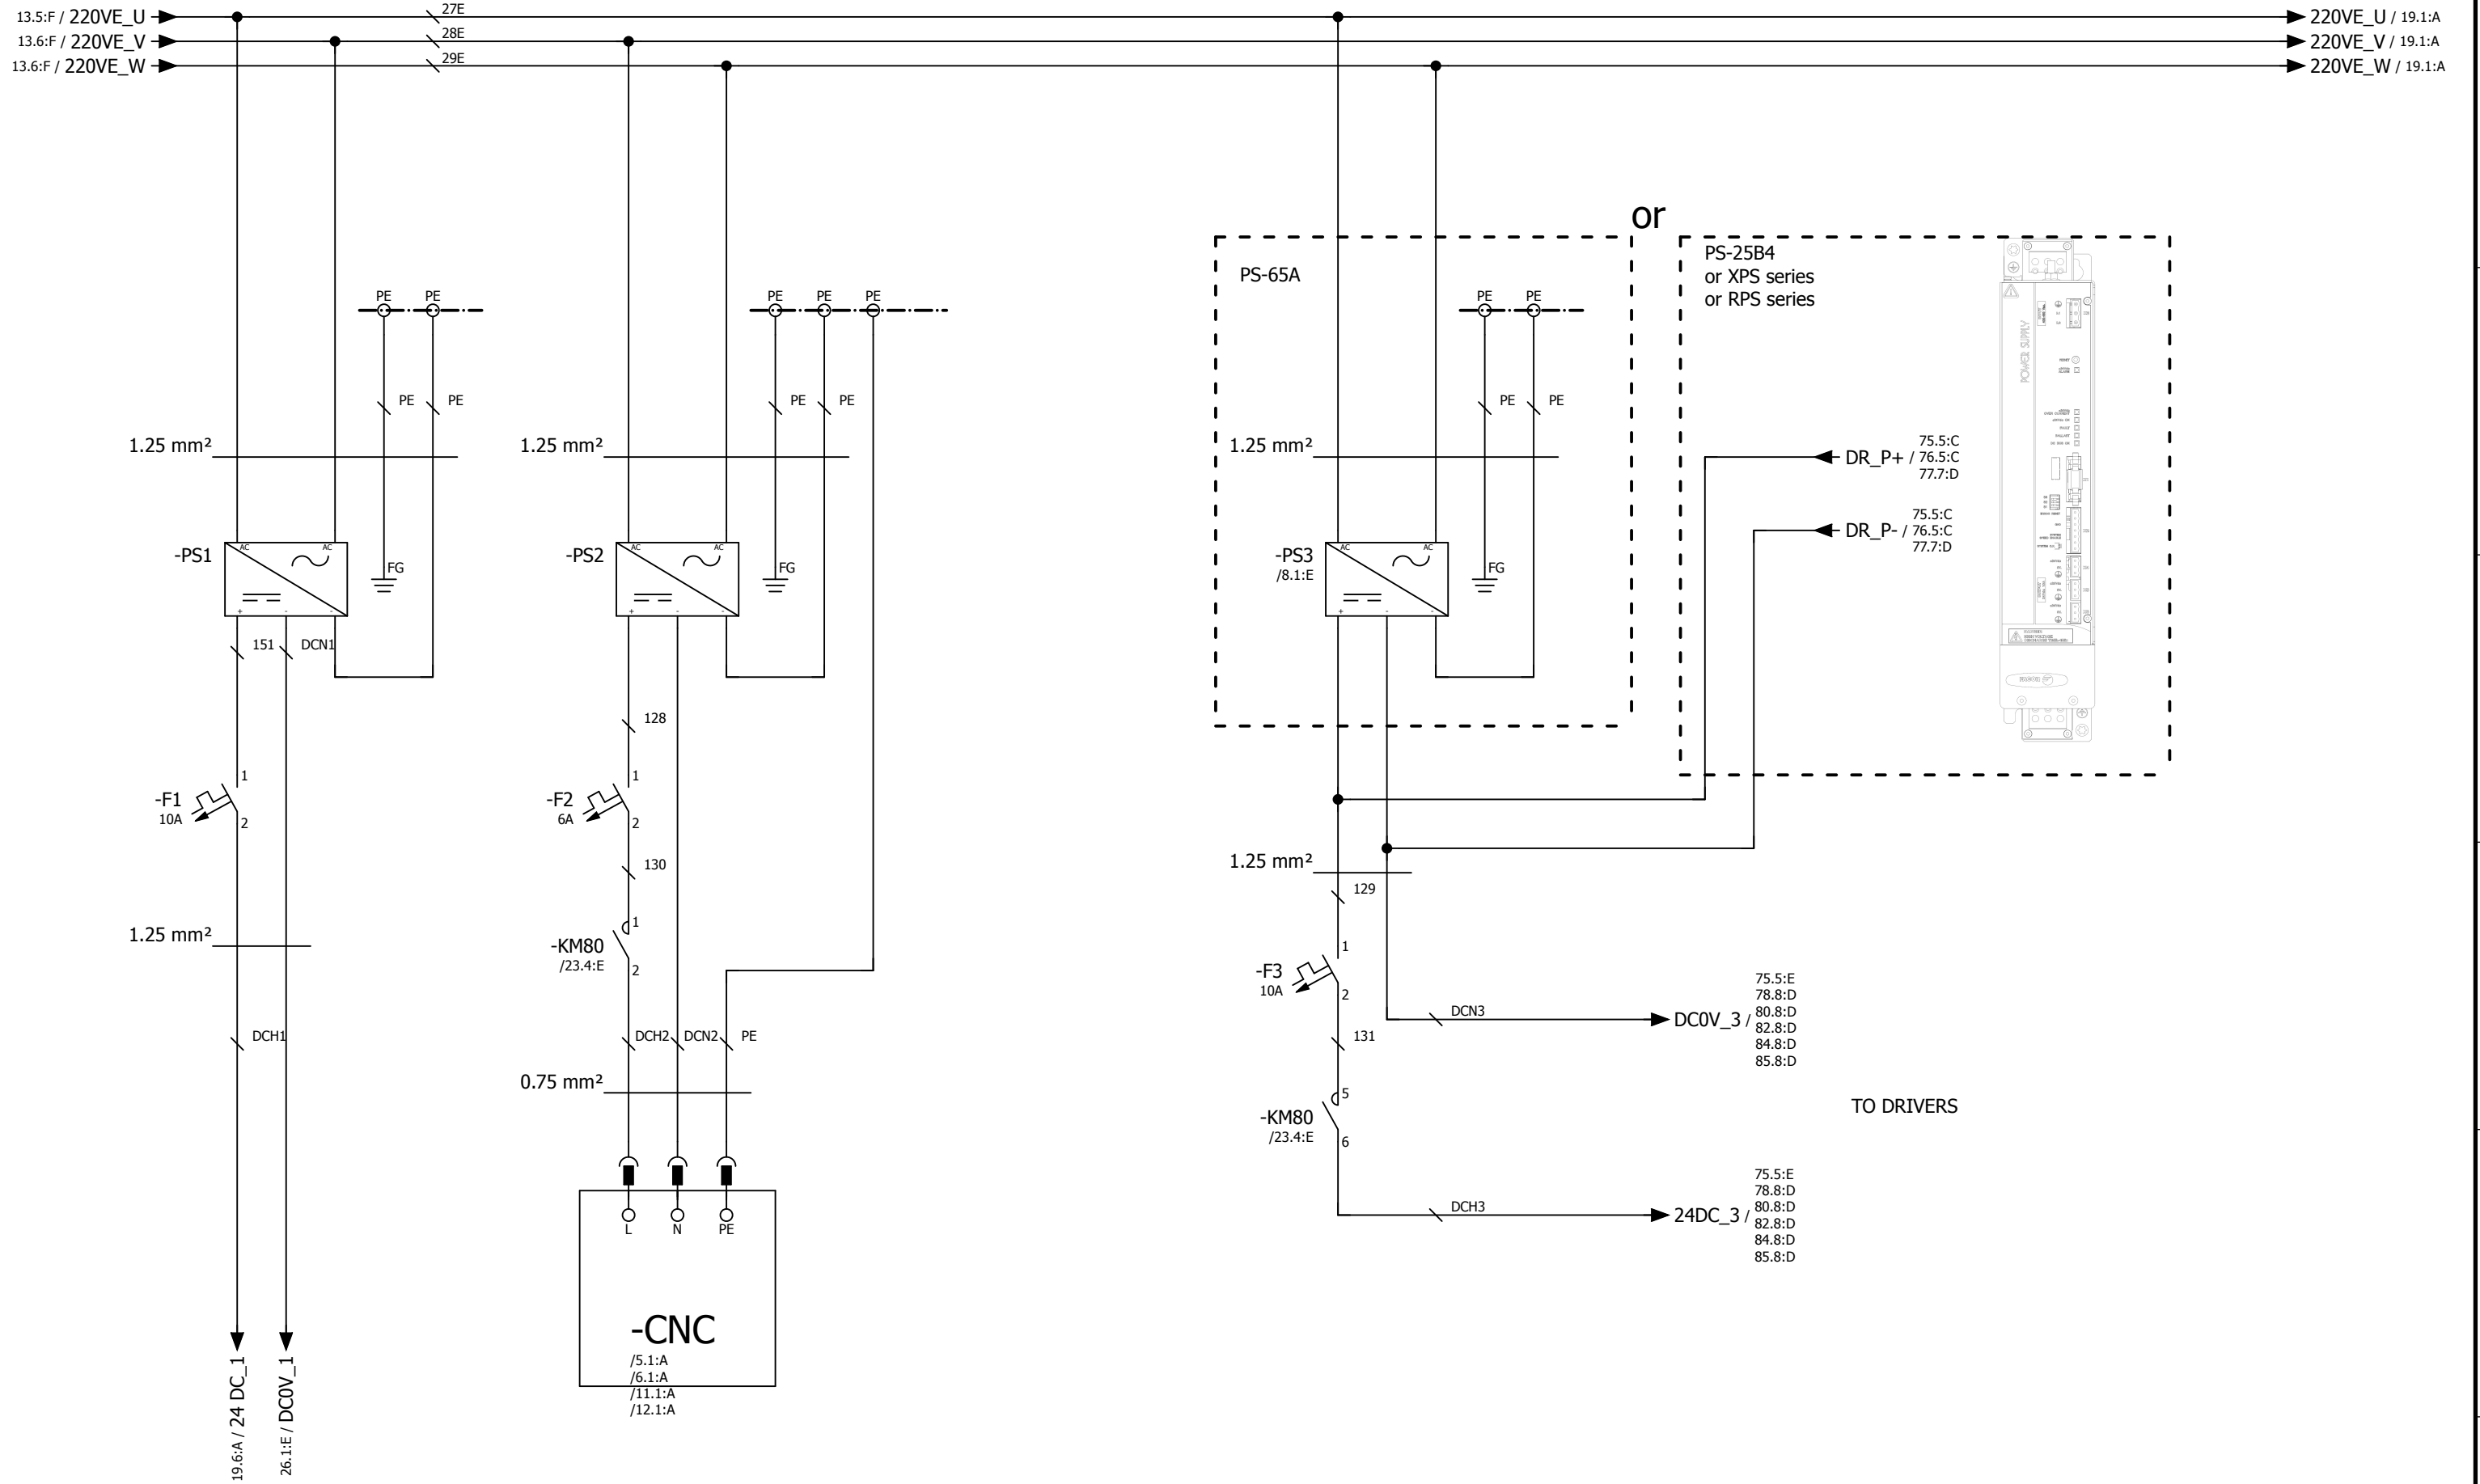 13.5:F / 220VE_U
27E
220VE_U / 19.1:A
13.6:F / 220VE_V
28E
220VE_V / 19.1:A
13.6:F / 220VE_W
29E
220VE_W / 19.1:A
or
PS-65A
PS-25B4
or XPS series
or RPS series
POWER SUPPLY
PE PE
PE PE PE
PE PE
PE PE
PE PE
PE PE
1.25 mm²
1.25 mm²
1.25 mm²
DR_P+ /
75.5:C
76.5:C
77.7:D
DR_P- /
75.5:C
76.5:C
77.7:D
-PS1
AC AC
+ - -
FG
-PS2
AC AC
+ - -
FG
-PS3
/8.1:E
AC AC
+ - -
FG
151 DCN1
128
-F1
10A
1
2
-F2
6A
1
2
130
1.25 mm²
129
1.25 mm²
-KM80
/23.4:E
1
2
-F3
10A
1
2
DCH1
DCH2 DCN2 PE
131
DCN3
DC0V_3 /
75.5:E
78.8:D
80.8:D
82.8:D
84.8:D
85.8:D
0.75 mm²
-KM80
/23.4:E
5
6
TO DRIVERS
DCH3
24DC_3 /
75.5:E
78.8:D
80.8:D
82.8:D
84.8:D
85.8:D
L N PE
-CNC
/5.1:A
/6.1:A
/11.1:A
/12.1:A
19.6:A / 24 DC_1
26.1:E / DC0V_1